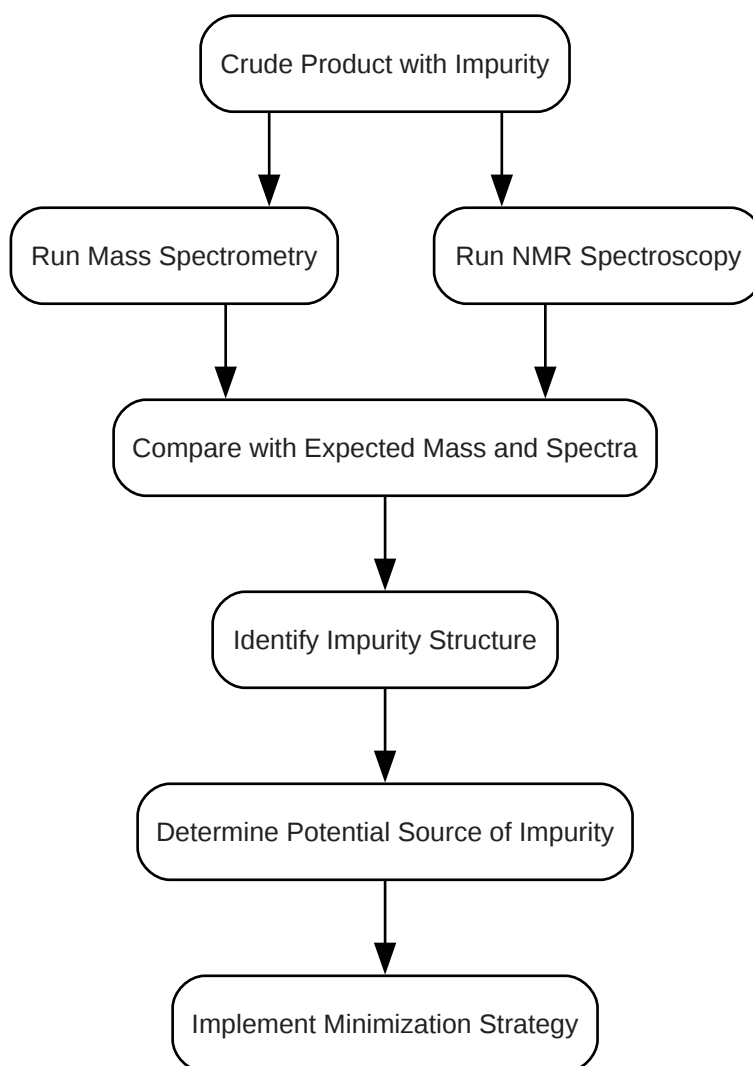 Crude Product with Impurity
Run Mass Spectrometry
Run NMR Spectroscopy
Compare with Expected Mass and Spectra
Identify Impurity Structure
Determine Potential Source of Impurity
Implement Minimization Strategy